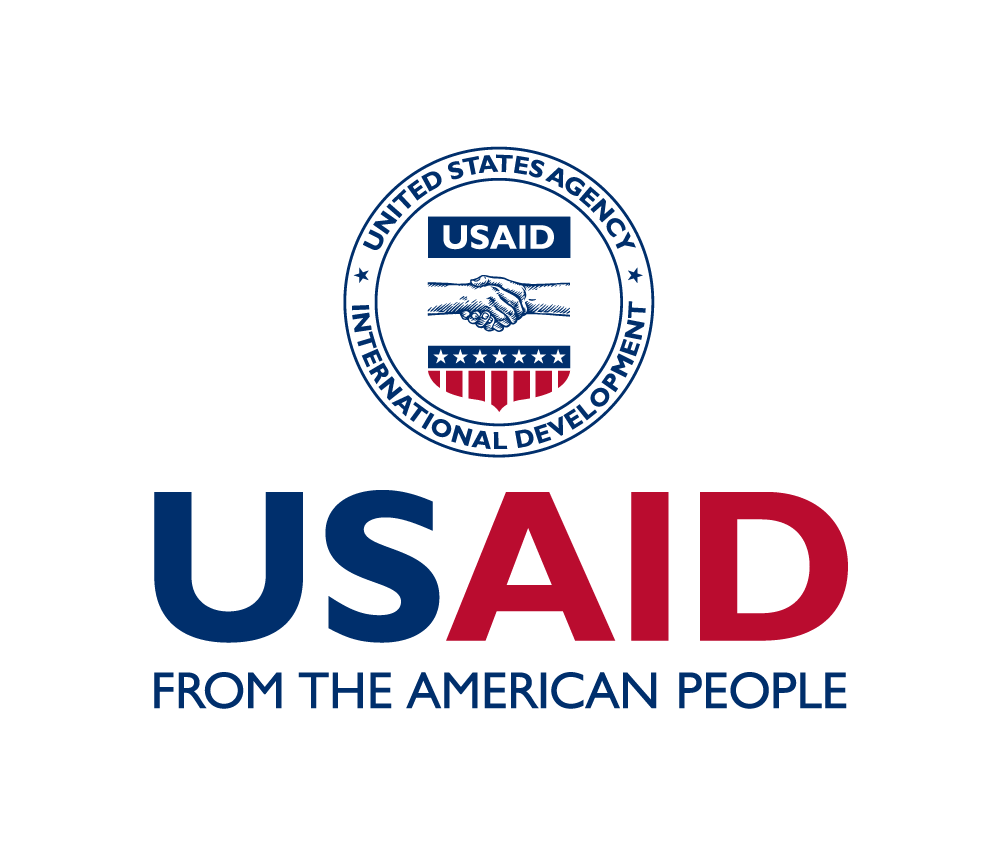 UNITED STATES AGENCY
USAID
INTERNATIONAL DEVELOPMENT
USAID
FROM THE AMERICAN PEOPLE